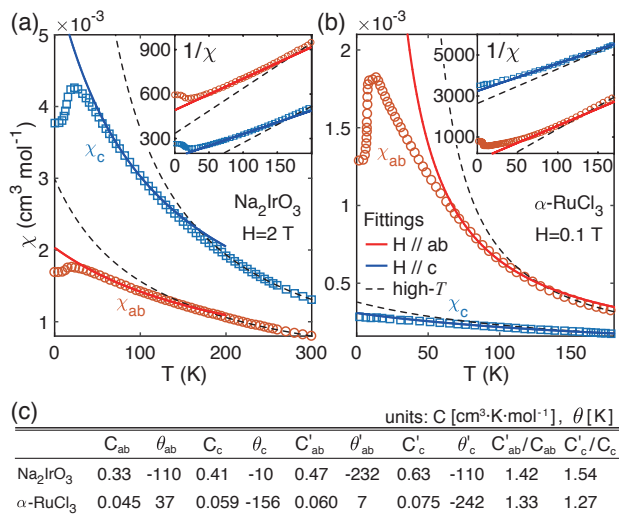 (a) ×10⁻³
5
4
3
2
1
χ (cm³ mol⁻¹)
0 100 200 300
T (K)
χc
χab
Na₂IrO₃
H=2 T
1/χ
900
600
300
0 50 100 150
(b) ×10⁻³
2
1.5
1
0.5
0 50 100 150
T (K)
χab
χc
α-RuCl₃
H=0.1 T
Fittings
H // ab
H // c
high-T
1/χ
5000
3000
1000
0 50 100 150
(c) units: C [cm³·K·mol⁻¹], θ [K]
Cab θab Cc θc C'ab θ'ab C'c θ'c C'ab/Cab C'c/Cc
Na₂IrO₃ 0.33 -110 0.41 -10 0.47 -232 0.63 -110 1.42 1.54
α-RuCl₃ 0.045 37 0.059 -156 0.060 7 0.075 -242 1.33 1.27